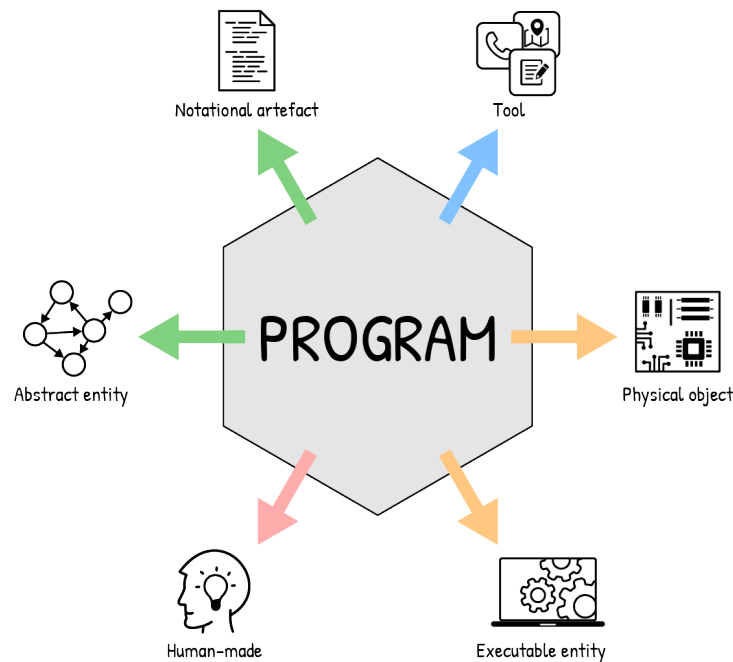 Notational artefact
Tool
PROGRAM
Abstract entity
Physical object
Human-made
Executable entity